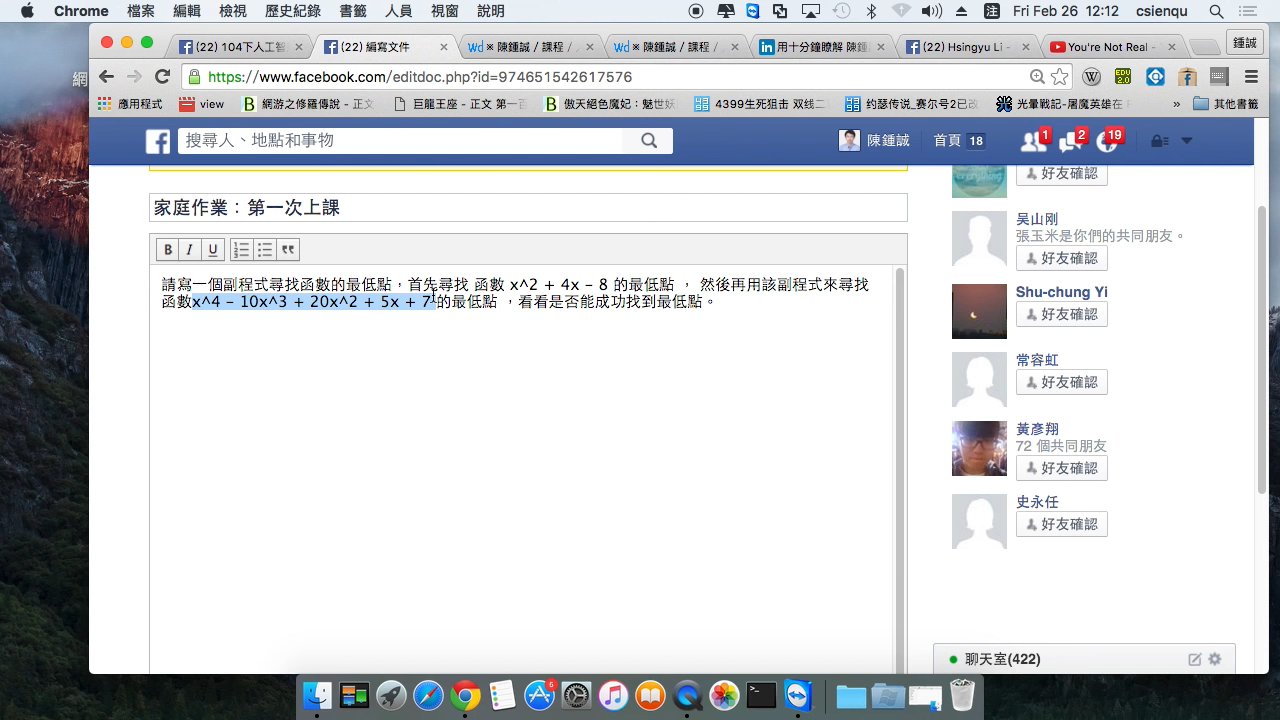 Chrome 檔案 編輯 檢視 歷史紀錄 書籤 人員 視窗 說明 注 Fri Feb 26 12:12 csienqu
(22) 104下人工智 × (22) 編寫文件 × Wd ※ 陳鍾誠 / 課程 / × Wd ※ 陳鍾誠 / 課程 / × 用十分鐘瞭解 陳鍾 × (22) Hsingyu Li - × You're Not Real - × 鍾誠
https://www.facebook.com/editdoc.php?id=974651542617576
應用程式 view 網游之修羅傳說 - 正文 巨龍王座 - 正文 第一百 傲天絕色魔妃：魅世妖 4399生死狙击 双线二 约瑟传说_赛尔号2已改 光暈戰記-屠魔英雄在 F » 其他書籤
搜尋人、地點和事物 陳鍾誠 首頁 18 1 2 19
好友確認
家庭作業：第一次上課
吳山刚
張玉米是你們的共同朋友。
好友確認
B I U
請寫一個副程式尋找函數的最低點，首先尋找 函數 x^2 + 4x – 8 的最低點 ， 然後再用該副程式來尋找
函數x^4 – 10x^3 + 20x^2 + 5x + 7 的最低點 ，看看是否能成功找到最低點。
Shu-chung Yi
好友確認
常容虹
好友確認
黃彥翔
72 個共同朋友
好友確認
史永任
好友確認
聊天室(422)
6